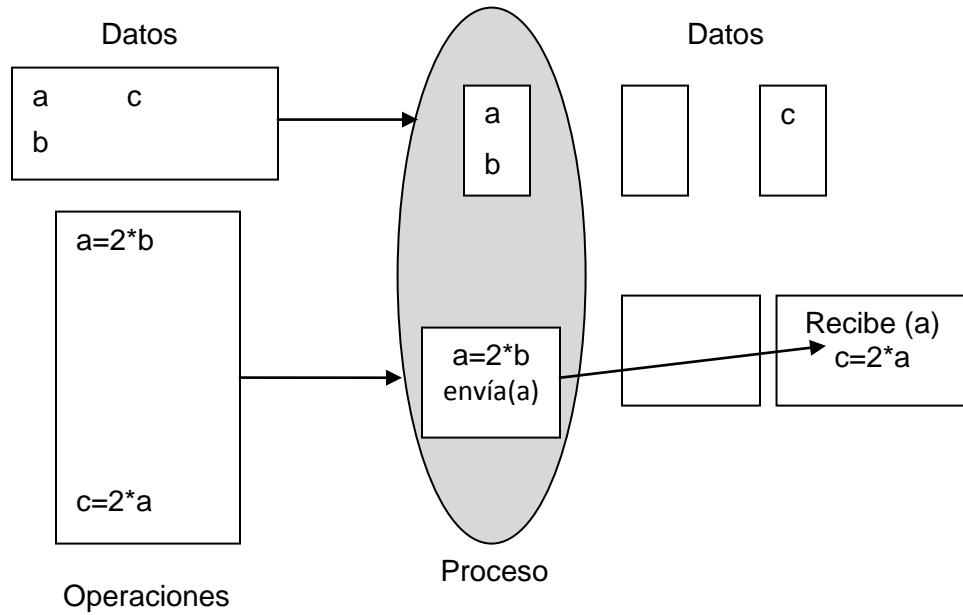 Datos
Datos
a c
b
a
b
c
a=2*b
c=2*a
a=2*b
envía(a)
Recibe (a)
c=2*a
Proceso
Operaciones